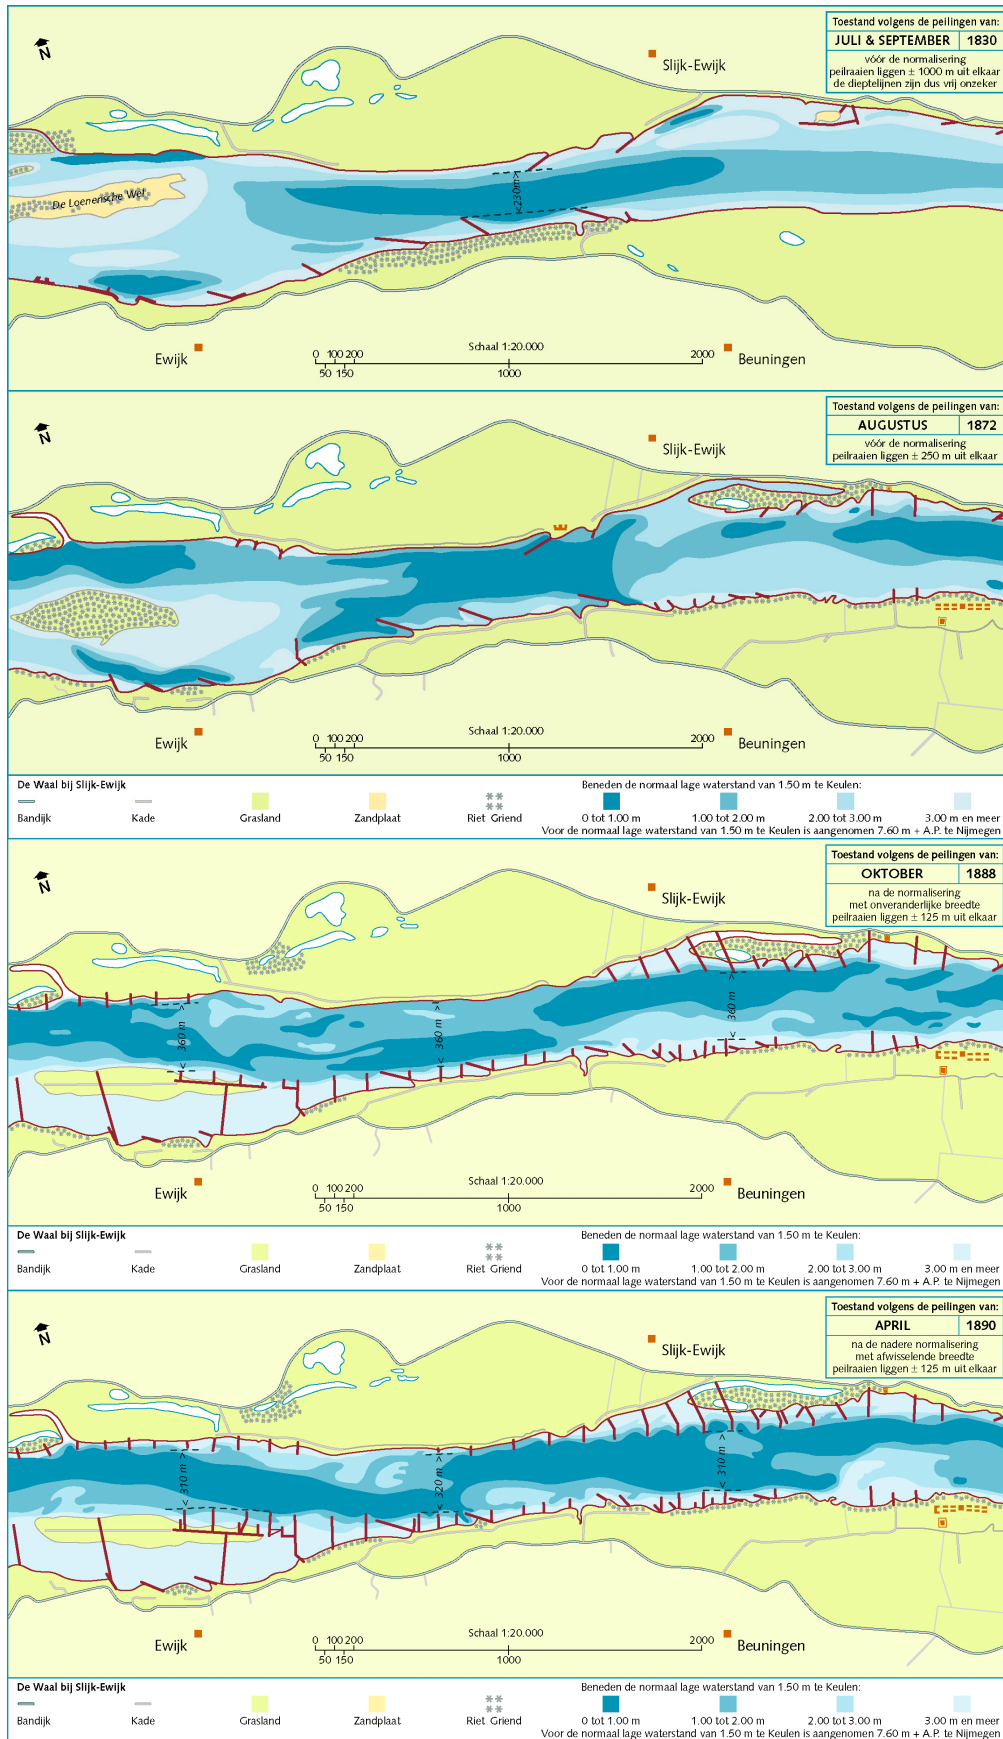 Toestand volgens de peilingen van:
JULI & SEPTEMBER 1830
vóór de normalisering
peilraaien liggen ± 1000 m uit elkaar
de dieptelijnen zijn dus vrij onzeker
N
Slijk-Ewijk
De Loenensche Wel
<230m>
Ewijk
Beuningen
Schaal 1:20.000
0 100 200 2000
50 150 1000
Toestand volgens de peilingen van:
AUGUSTUS 1872
vóór de normalisering
peilraaien liggen ± 250 m uit elkaar
N
Slijk-Ewijk
Ewijk
Beuningen
Schaal 1:20.000
0 100 200 2000
50 150 1000
De Waal bij Slijk-Ewijk Beneden de normaal lage waterstand van 1.50 m te Keulen:
Bandijk Kade Grasland Zandplaat Riet Griend 0 tot 1.00 m 1.00 tot 2.00 m 2.00 tot 3.00 m 3.00 m en meer
Voor de normaal lage waterstand van 1.50 m te Keulen is aangenomen 7.60 m + A.P. te Nijmegen
Toestand volgens de peilingen van:
OKTOBER 1888
na de normalisering
met onveranderlijke breedte
peilraaien liggen ± 125 m uit elkaar
N
Slijk-Ewijk
< 360 m >
< 360 m >
< 360 m >
Ewijk
Beuningen
Schaal 1:20.000
0 100 200 2000
50 150 1000
De Waal bij Slijk-Ewijk Beneden de normaal lage waterstand van 1.50 m te Keulen:
Bandijk Kade Grasland Zandplaat Riet Griend 0 tot 1.00 m 1.00 tot 2.00 m 2.00 tot 3.00 m 3.00 m en meer
Voor de normaal lage waterstand van 1.50 m te Keulen is aangenomen 7.60 m + A.P. te Nijmegen
Toestand volgens de peilingen van:
APRIL 1890
na de nadere normalisering
met afwisselende breedte
peilraaien liggen ± 125 m uit elkaar
N
Slijk-Ewijk
< 310 m >
< 320 m >
< 310 m >
Ewijk
Beuningen
Schaal 1:20.000
0 100 200 2000
50 150 1000
De Waal bij Slijk-Ewijk Beneden de normaal lage waterstand van 1.50 m te Keulen:
Bandijk Kade Grasland Zandplaat Riet Griend 0 tot 1.00 m 1.00 tot 2.00 m 2.00 tot 3.00 m 3.00 m en meer
Voor de normaal lage waterstand van 1.50 m te Keulen is aangenomen 7.60 m + A.P. te Nijmegen